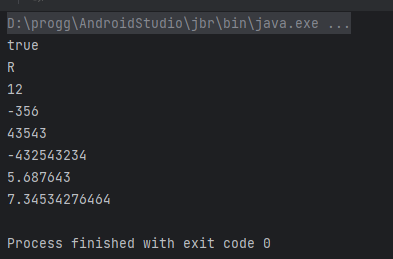 D:\progg\AndroidStudio\jbr\bin\java.exe ...
true
R
12
-356
43543
-432543234
5.687643
7.34534276464
Process finished with exit code 0